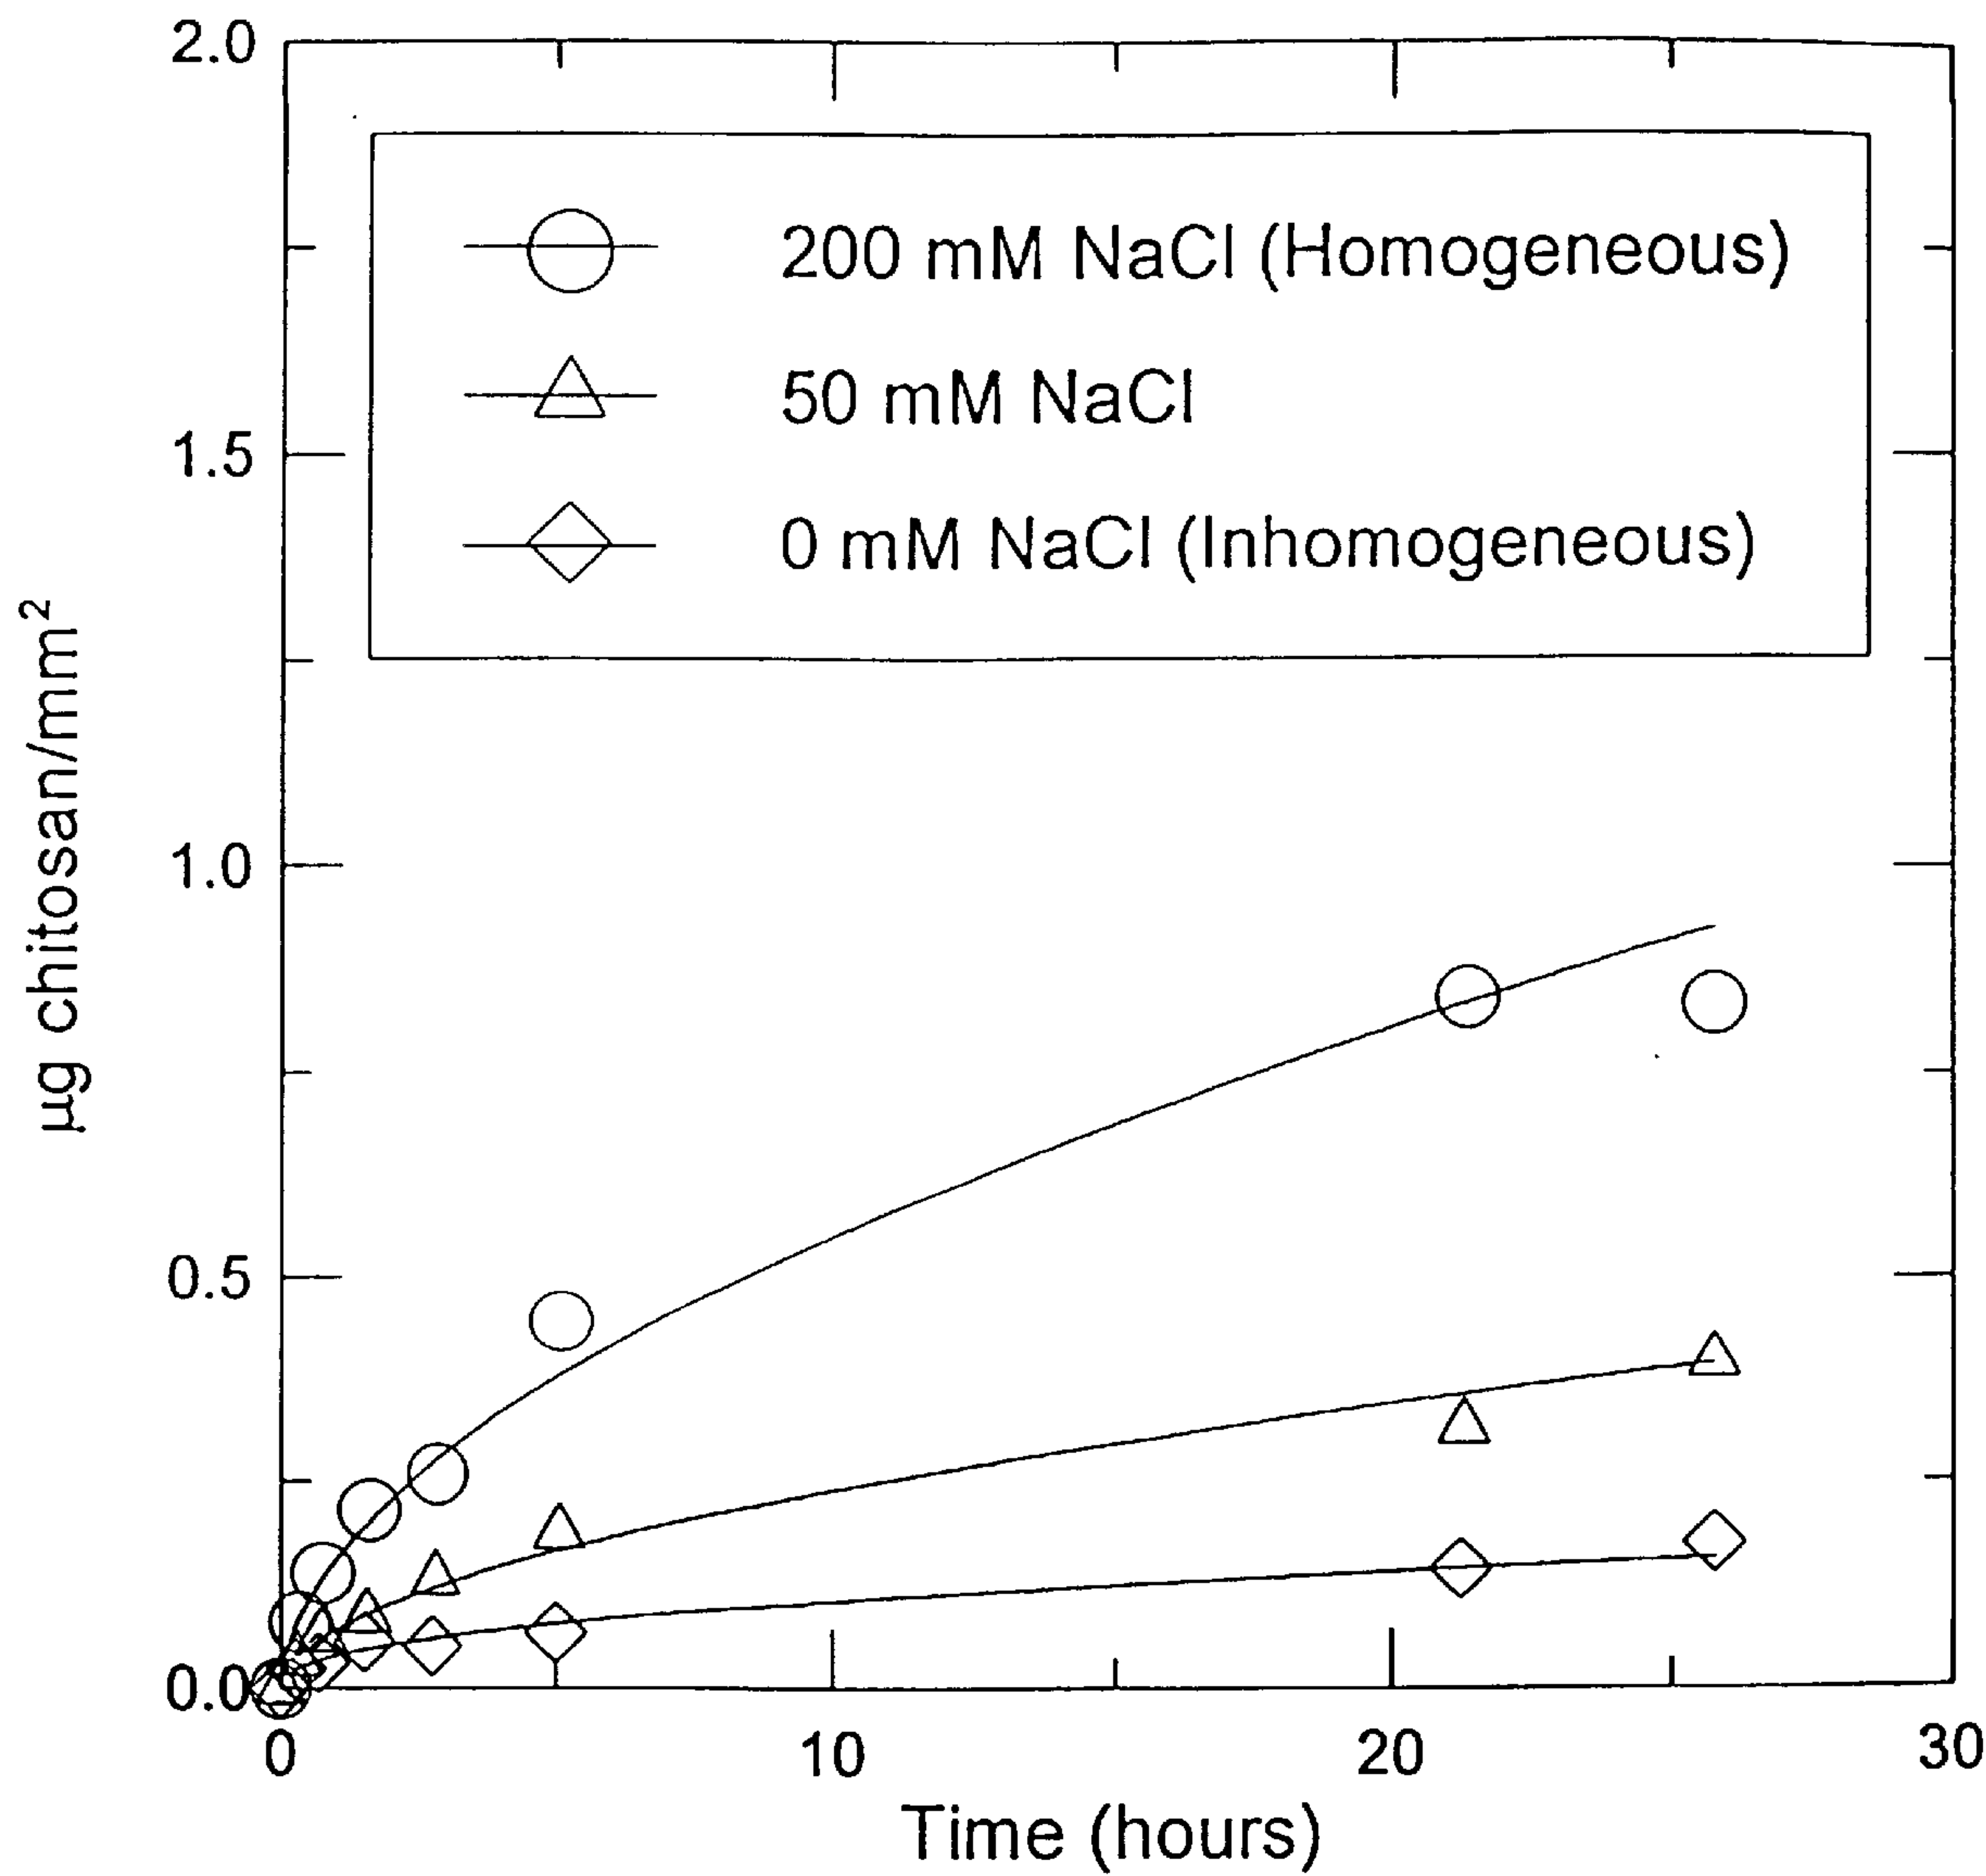 2.0
200 mM NaCl (Homogeneous)
50 mM NaCl
1.5
0 mM NaCl (Inhomogeneous)
µg chitosan/mm²
1.0
0.5
0.0
0
10
20
30
Time (hours)